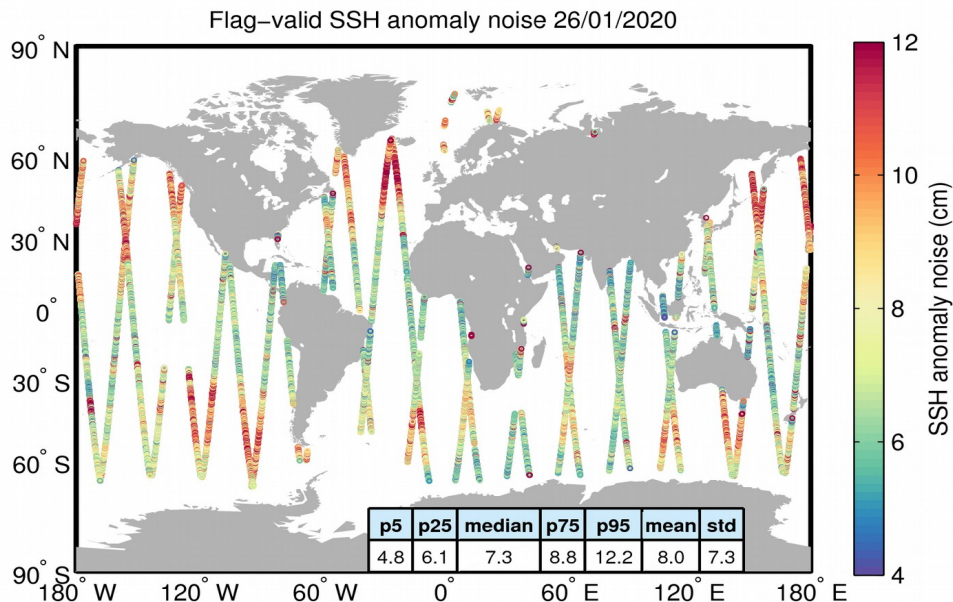 Flag−valid SSH anomaly noise 26/01/2020
90° N
60° N
30° N
0°
30° S
60° S
90° S
180° W
120° W
60° W
0°
60° E
120° E
180° E
p5 p25 median p75 p95 mean std
4.8 6.1 7.3 8.8 12.2 8.0 7.3
12
10
8
6
4
SSH anomaly noise (cm)